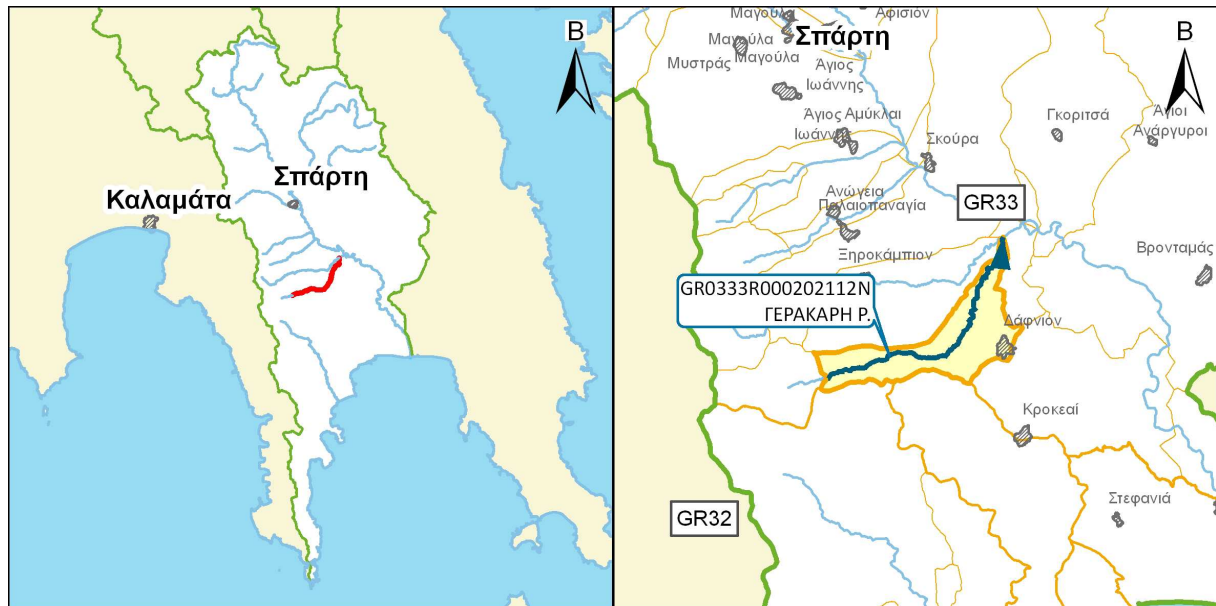 Β
Σπάρτη
Καλαμάτα
Μαγούλα
Αφισιόν
Σπάρτη
Β
Μαγούλα
Μυστράς
Μαγούλα
Άγιος
Ιωάννης
Άγιος
Ιωάννης
Αμύκλαι
Σκούρα
Γκοριτσά
Άγιοι
Ανάργυροι
Ανώγεια
Παλαιοπαναγία
GR33
Βρονταμάς
Ξηροκάμπιον
GR0333R000202112N
ΓΕΡΑΚΑΡΗ Ρ.
Δάφνιόν
Κροκεαί
Στεφανιά
GR32